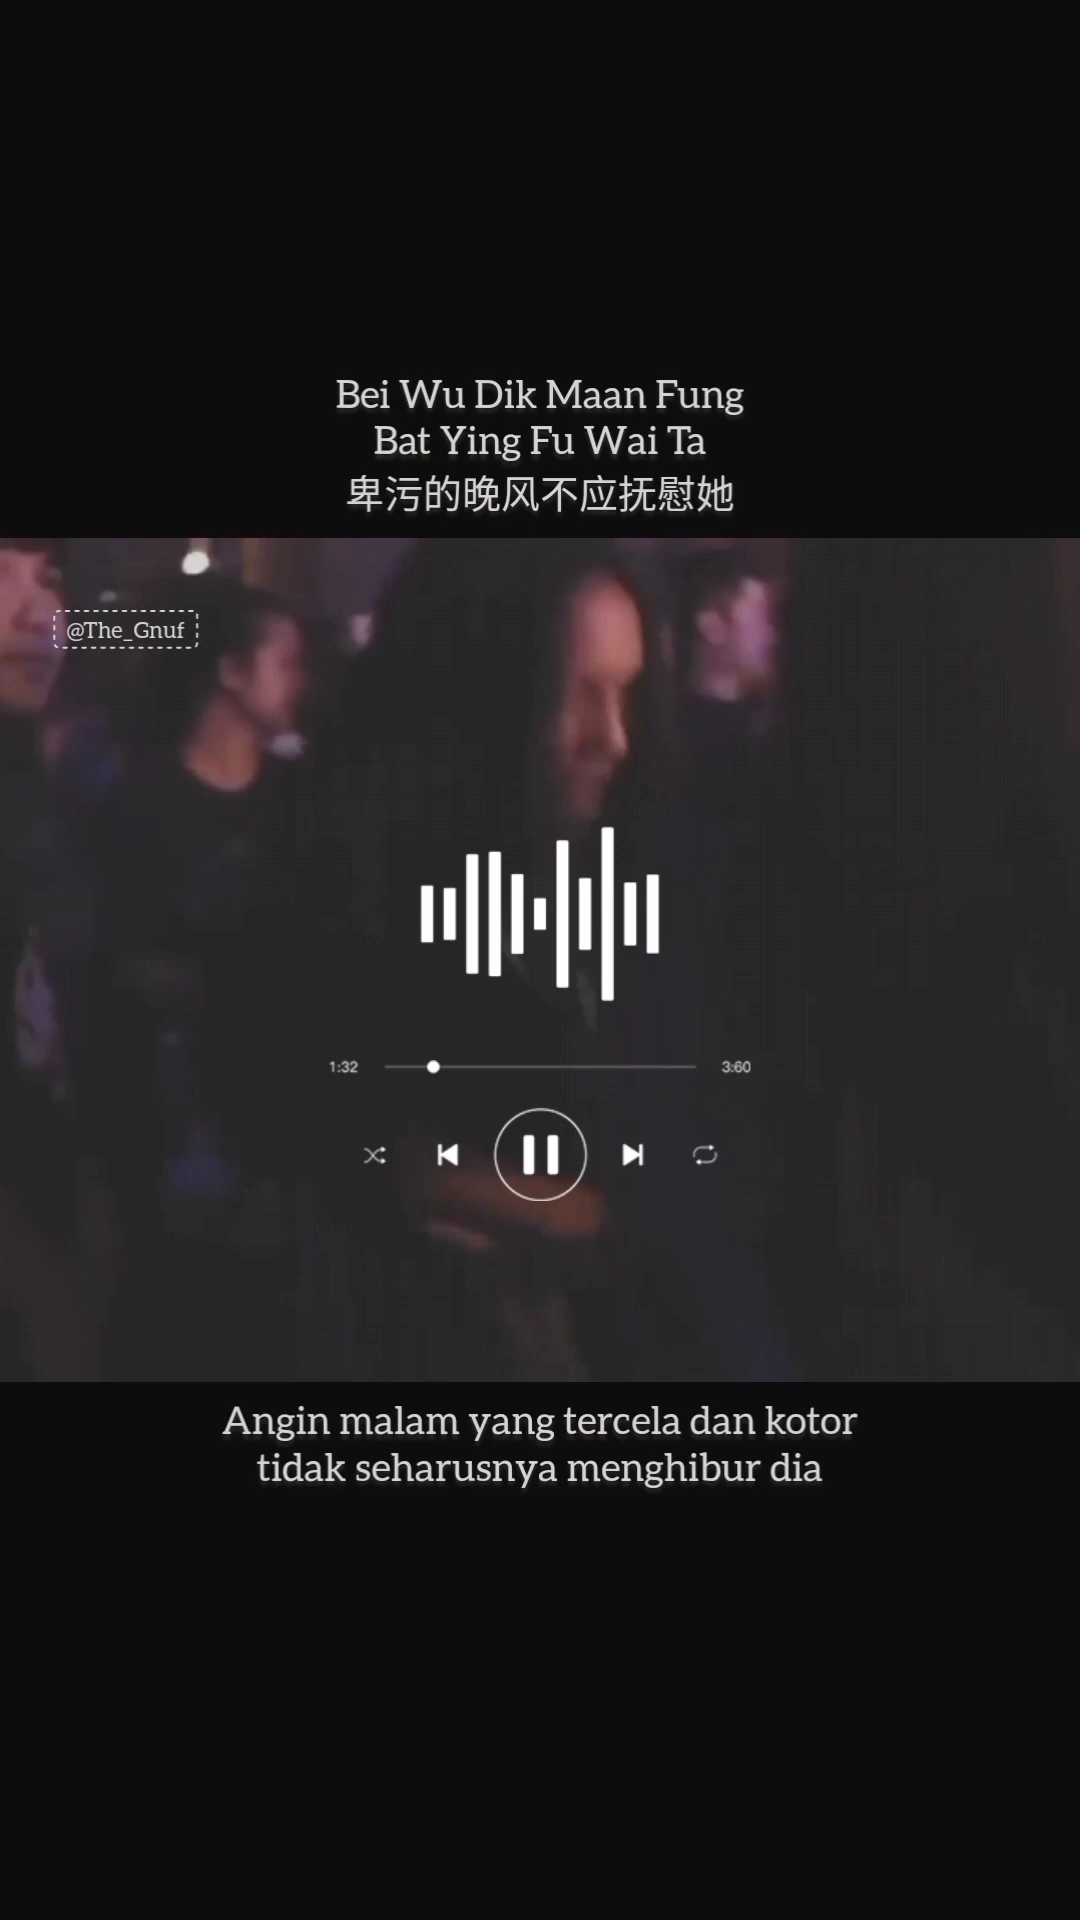 Bei Wu Dik Maan Fung
Bat Ying Fu Wai Ta
卑污的晚风不应抚慰她
@The_Gnuf
1:32
3:60
Angin malam yang tercela dan kotor
tidak seharusnya menghibur dia